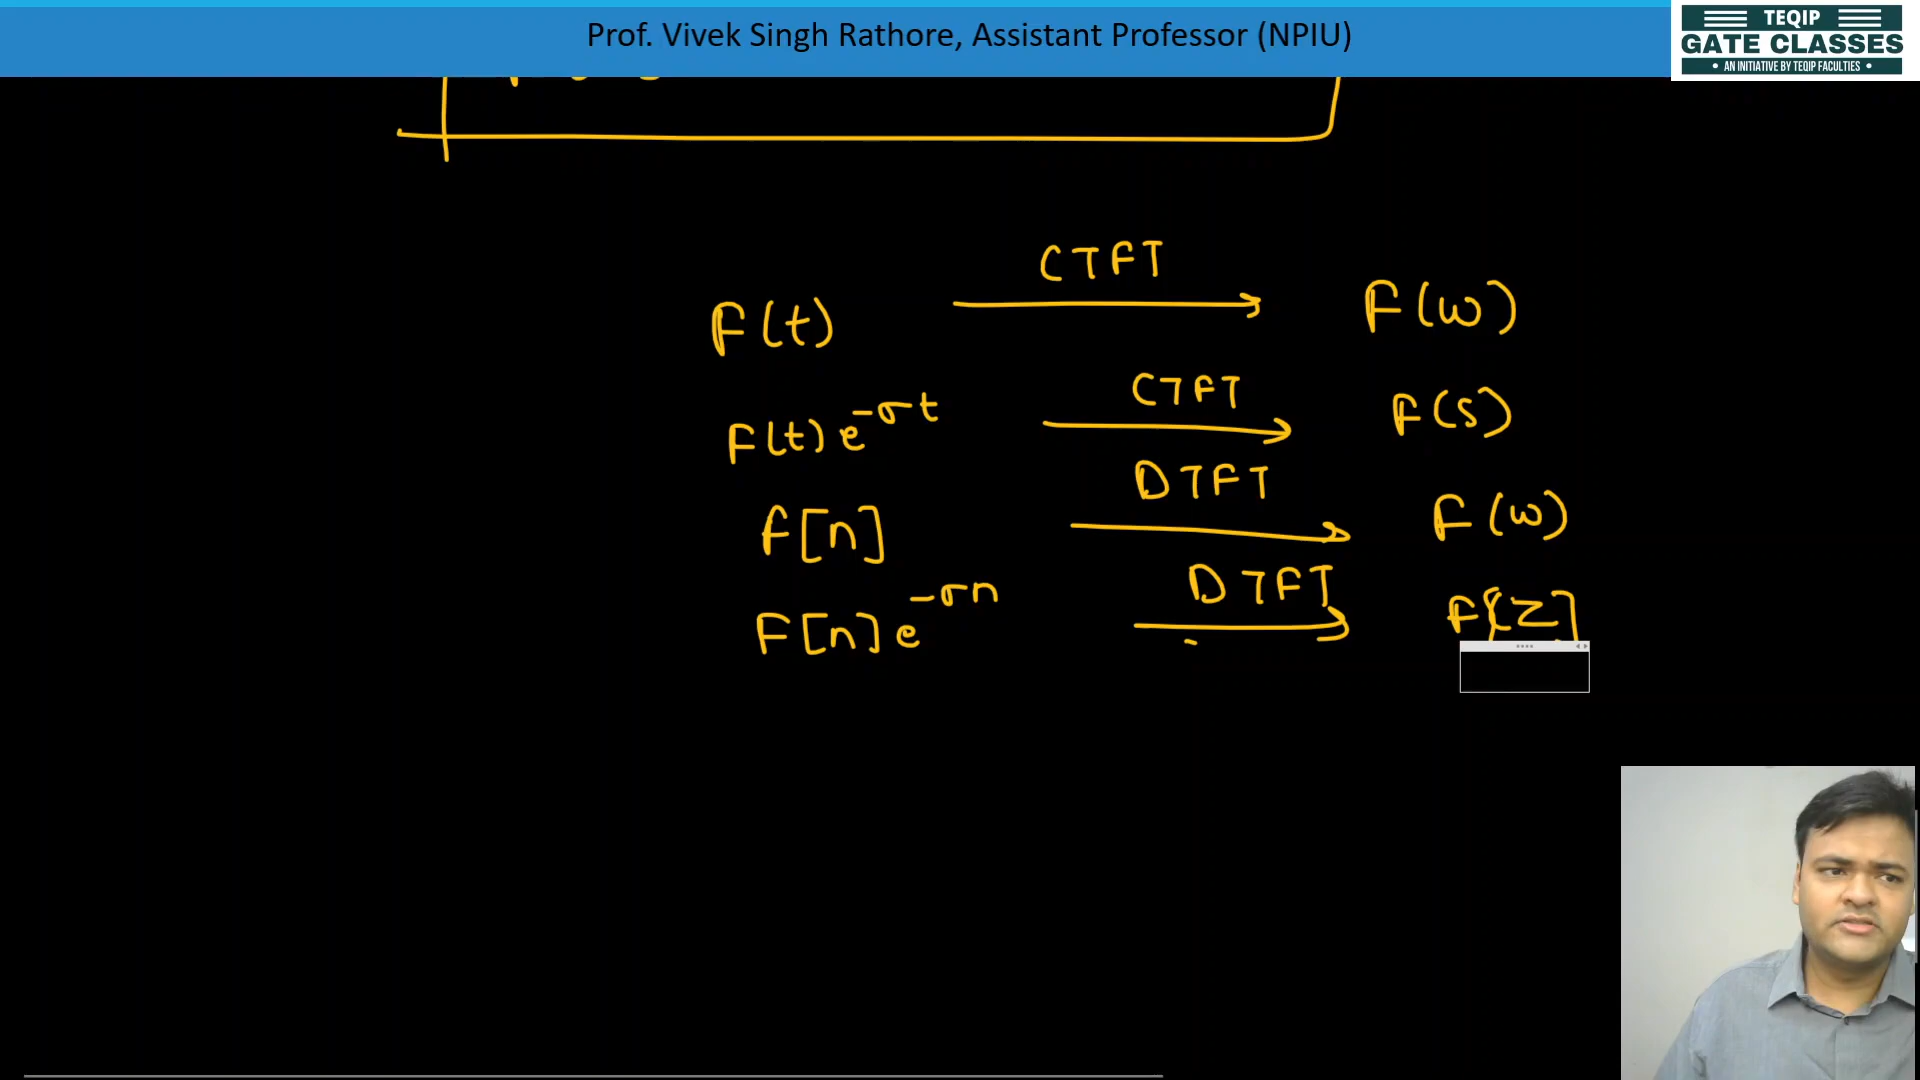 Prof. Vivek Singh Rathore, Assistant Professor (NPIU)
TEQIP
GATE CLASSES
• AN INITIATIVE BY TEQIP FACULTIES •
CTFT
F(t) → F(ω)
CTFT
F(t) e^{-σt} → F(s)
DTFT
f[n] → F(ω)
DTFT
F[n] e^{-σn} → F[Z]